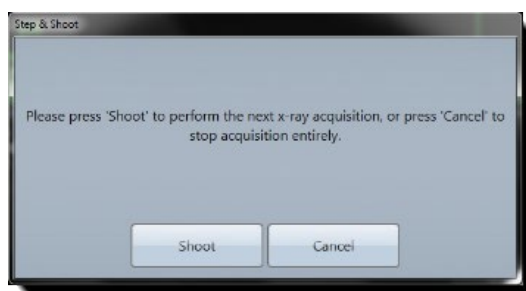 Step & Shoot
Please press 'Shoot' to perform the next x-ray acquisition, or press 'Cancel' to
stop acquisition entirely.
Shoot
Cancel